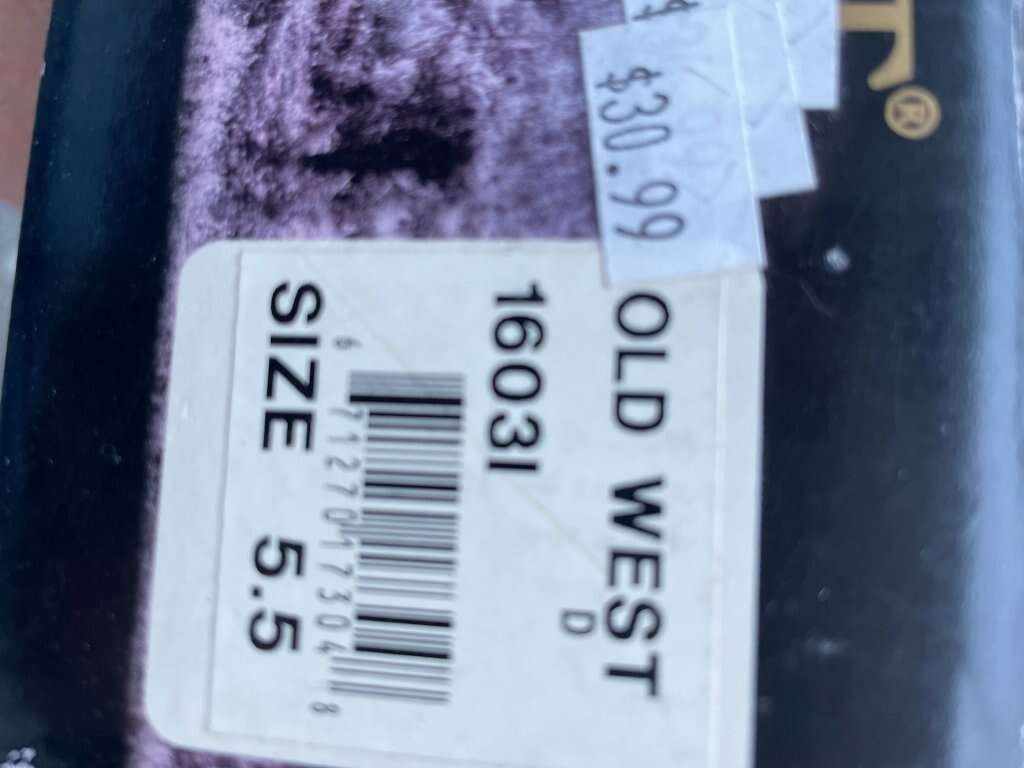 T®
$
$30.99
OLD WEST
D
1603I
6 71270 17304 8
SIZE 5.5